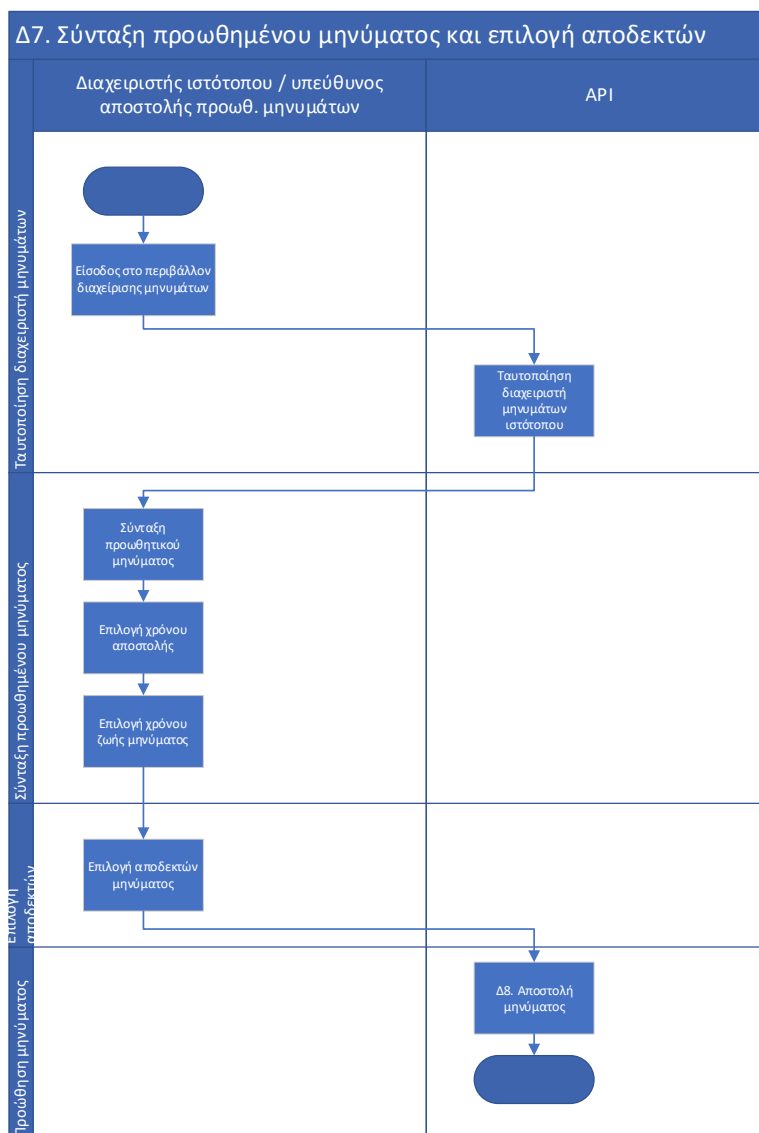 Δ7. Σύνταξη προωθημένου μηνύματος και επιλογή αποδεκτών
Διαχειριστής ιστότοπου / υπεύθυνος
αποστολής προωθ. μηνυμάτων
API
Ταυτοποίηση διαχειριστή μηνυμάτων
Είσοδος στο περιβάλλον
διαχείρισης μηνυμάτων
Ταυτοποίηση
διαχειριστή
μηνυμάτων
ιστότοπου
Σύνταξη προωθημένου μηνύματος
Σύνταξη
προωθητικού
μηνύματος
Επιλογή χρόνου
αποστολής
Επιλογή χρόνου
ζωής μηνύματος
Επιλογή
αποδεκτών
Επιλογή αποδεκτών
μηνύματος
Προώθηση μηνύματος
Δ8. Αποστολή
μηνύματος